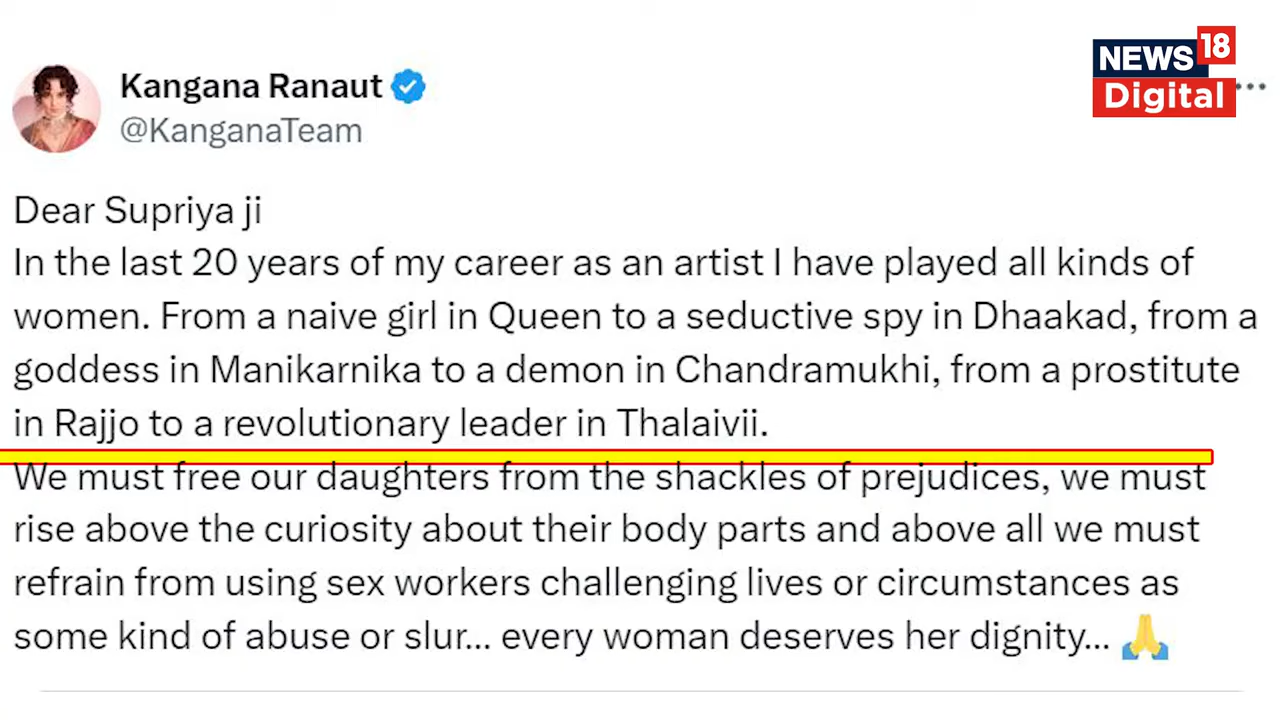 NEWS 18
Digital
Kangana Ranaut
@KanganaTeam
Dear Supriya ji
In the last 20 years of my career as an artist I have played all kinds of
women. From a naive girl in Queen to a seductive spy in Dhaakad, from a
goddess in Manikarnika to a demon in Chandramukhi, from a prostitute
in Rajjo to a revolutionary leader in Thalaivii.
We must free our daughters from the shackles of prejudices, we must
rise above the curiosity about their body parts and above all we must
refrain from using sex workers challenging lives or circumstances as
some kind of abuse or slur... every woman deserves her dignity... 🙏